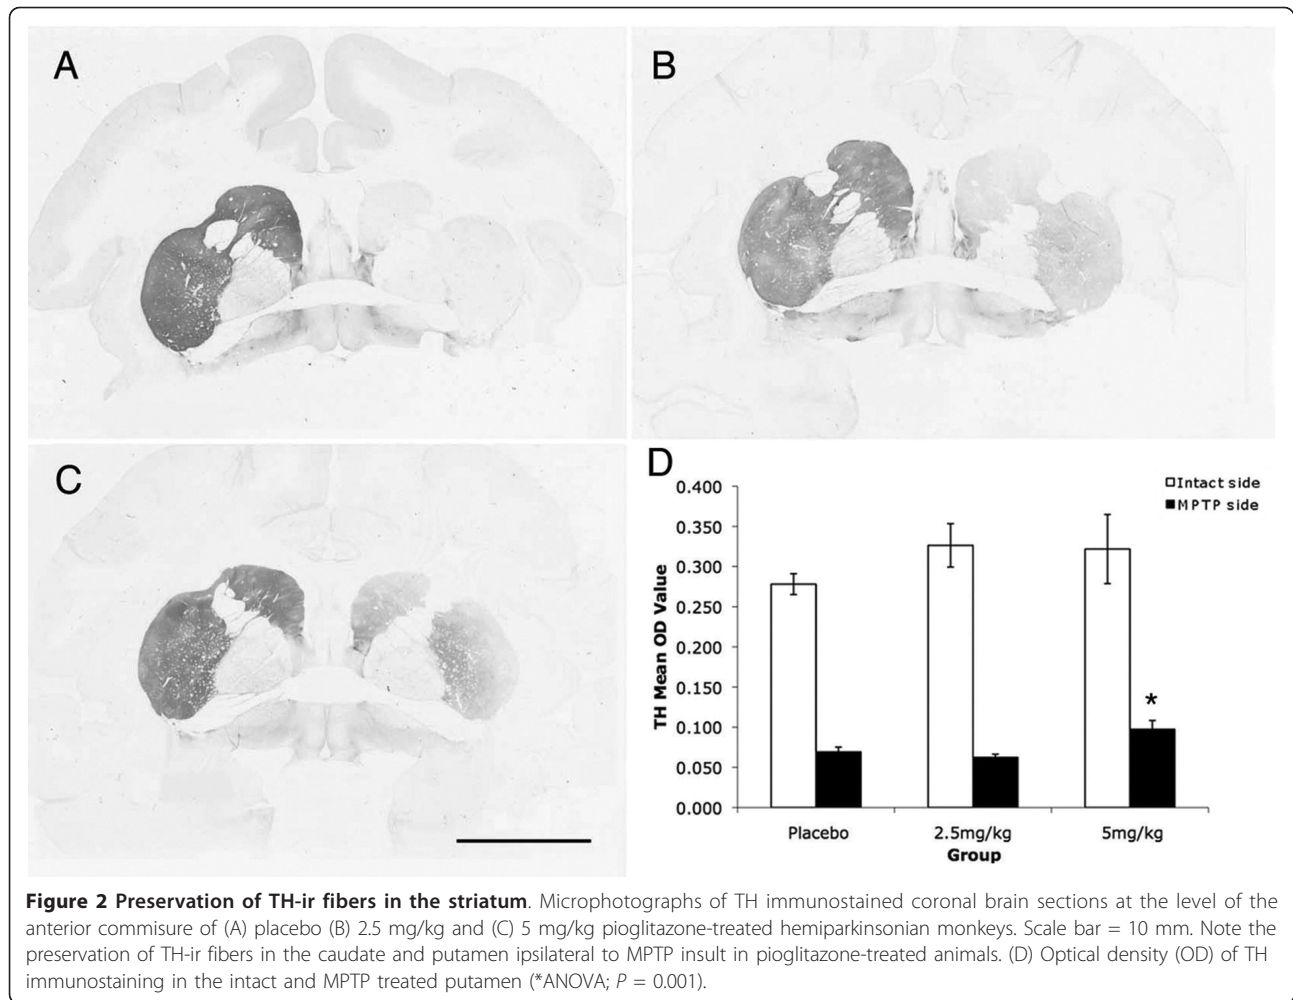 A
B
C
D
0.400
0.350
0.300
0.250
0.200
0.150
0.100
0.050
0.000
TH Mean OD Value
Intact side
MPTP side
*
Placebo
2.5mg/kg
5mg/kg
Group
Figure 2 Preservation of TH-ir fibers in the striatum. Microphotographs of TH immunostained coronal brain sections at the level of the
anterior commisure of (A) placebo (B) 2.5 mg/kg and (C) 5 mg/kg pioglitazone-treated hemiparkinsonian monkeys. Scale bar = 10 mm. Note the
preservation of TH-ir fibers in the caudate and putamen ipsilateral to MPTP insult in pioglitazone-treated animals. (D) Optical density (OD) of TH
immunostaining in the intact and MPTP treated putamen (*ANOVA; P = 0.001).